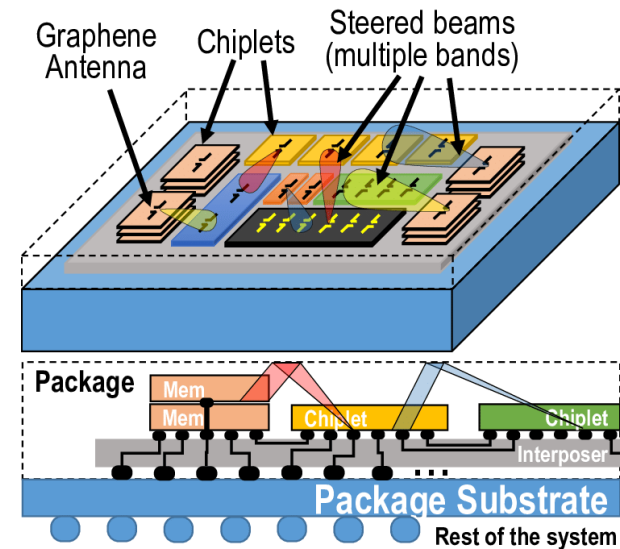 Graphene
Antenna
Chiplets
Steered beams
(multiple bands)
Package
Mem
Mem
Chiplet
Chiplet
Interposer
...
Package Substrate
Rest of the system